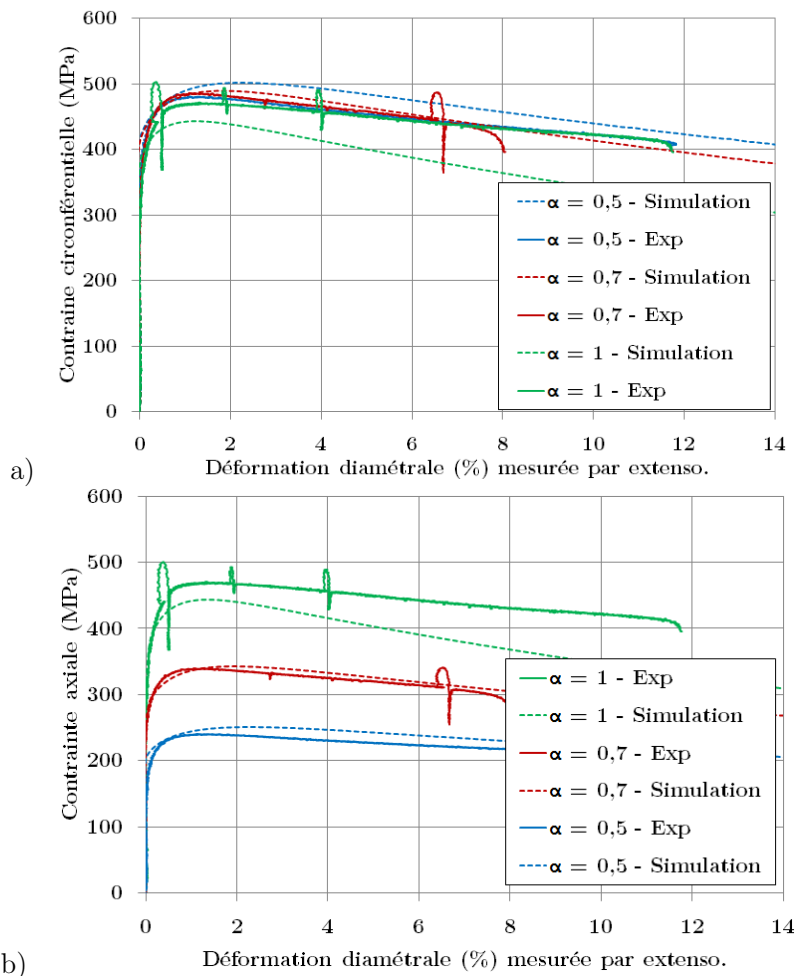 600
500
400
300
200
100
0
Contraine circonférentielle (MPa)
α = 0,5 - Simulation
α = 0,5 - Exp
α = 0,7 - Simulation
α = 0,7 - Exp
α = 1 - Simulation
α = 1 - Exp
0 2 4 6 8 10 12 14
Déformation diamétrale (%) mesurée par extenso.
a)
600
500
400
300
200
100
0
Contrainte axiale (MPa)
α = 1 - Exp
α = 1 - Simulation
α = 0,7 - Exp
α = 0,7 - Simulation
α = 0,5 - Exp
α = 0,5 - Simulation
0 2 4 6 8 10 12 14
Déformation diamétrale (%) mesurée par extenso.
b)